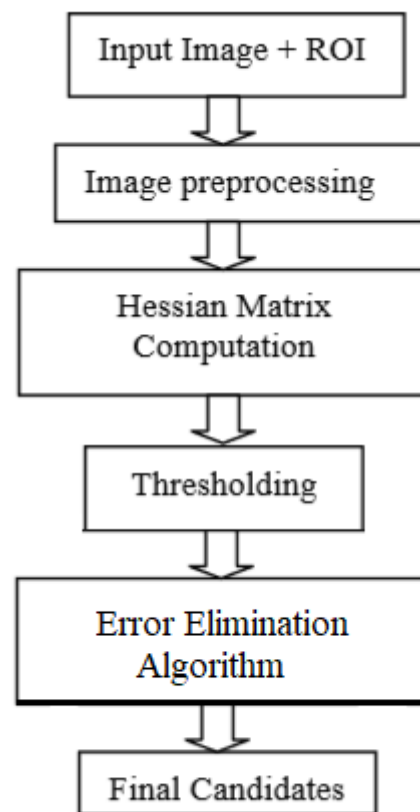 Input Image + ROI
Image preprocessing
Hessian Matrix
Computation
Thresholding
Error Elimination
Algorithm
Final Candidates